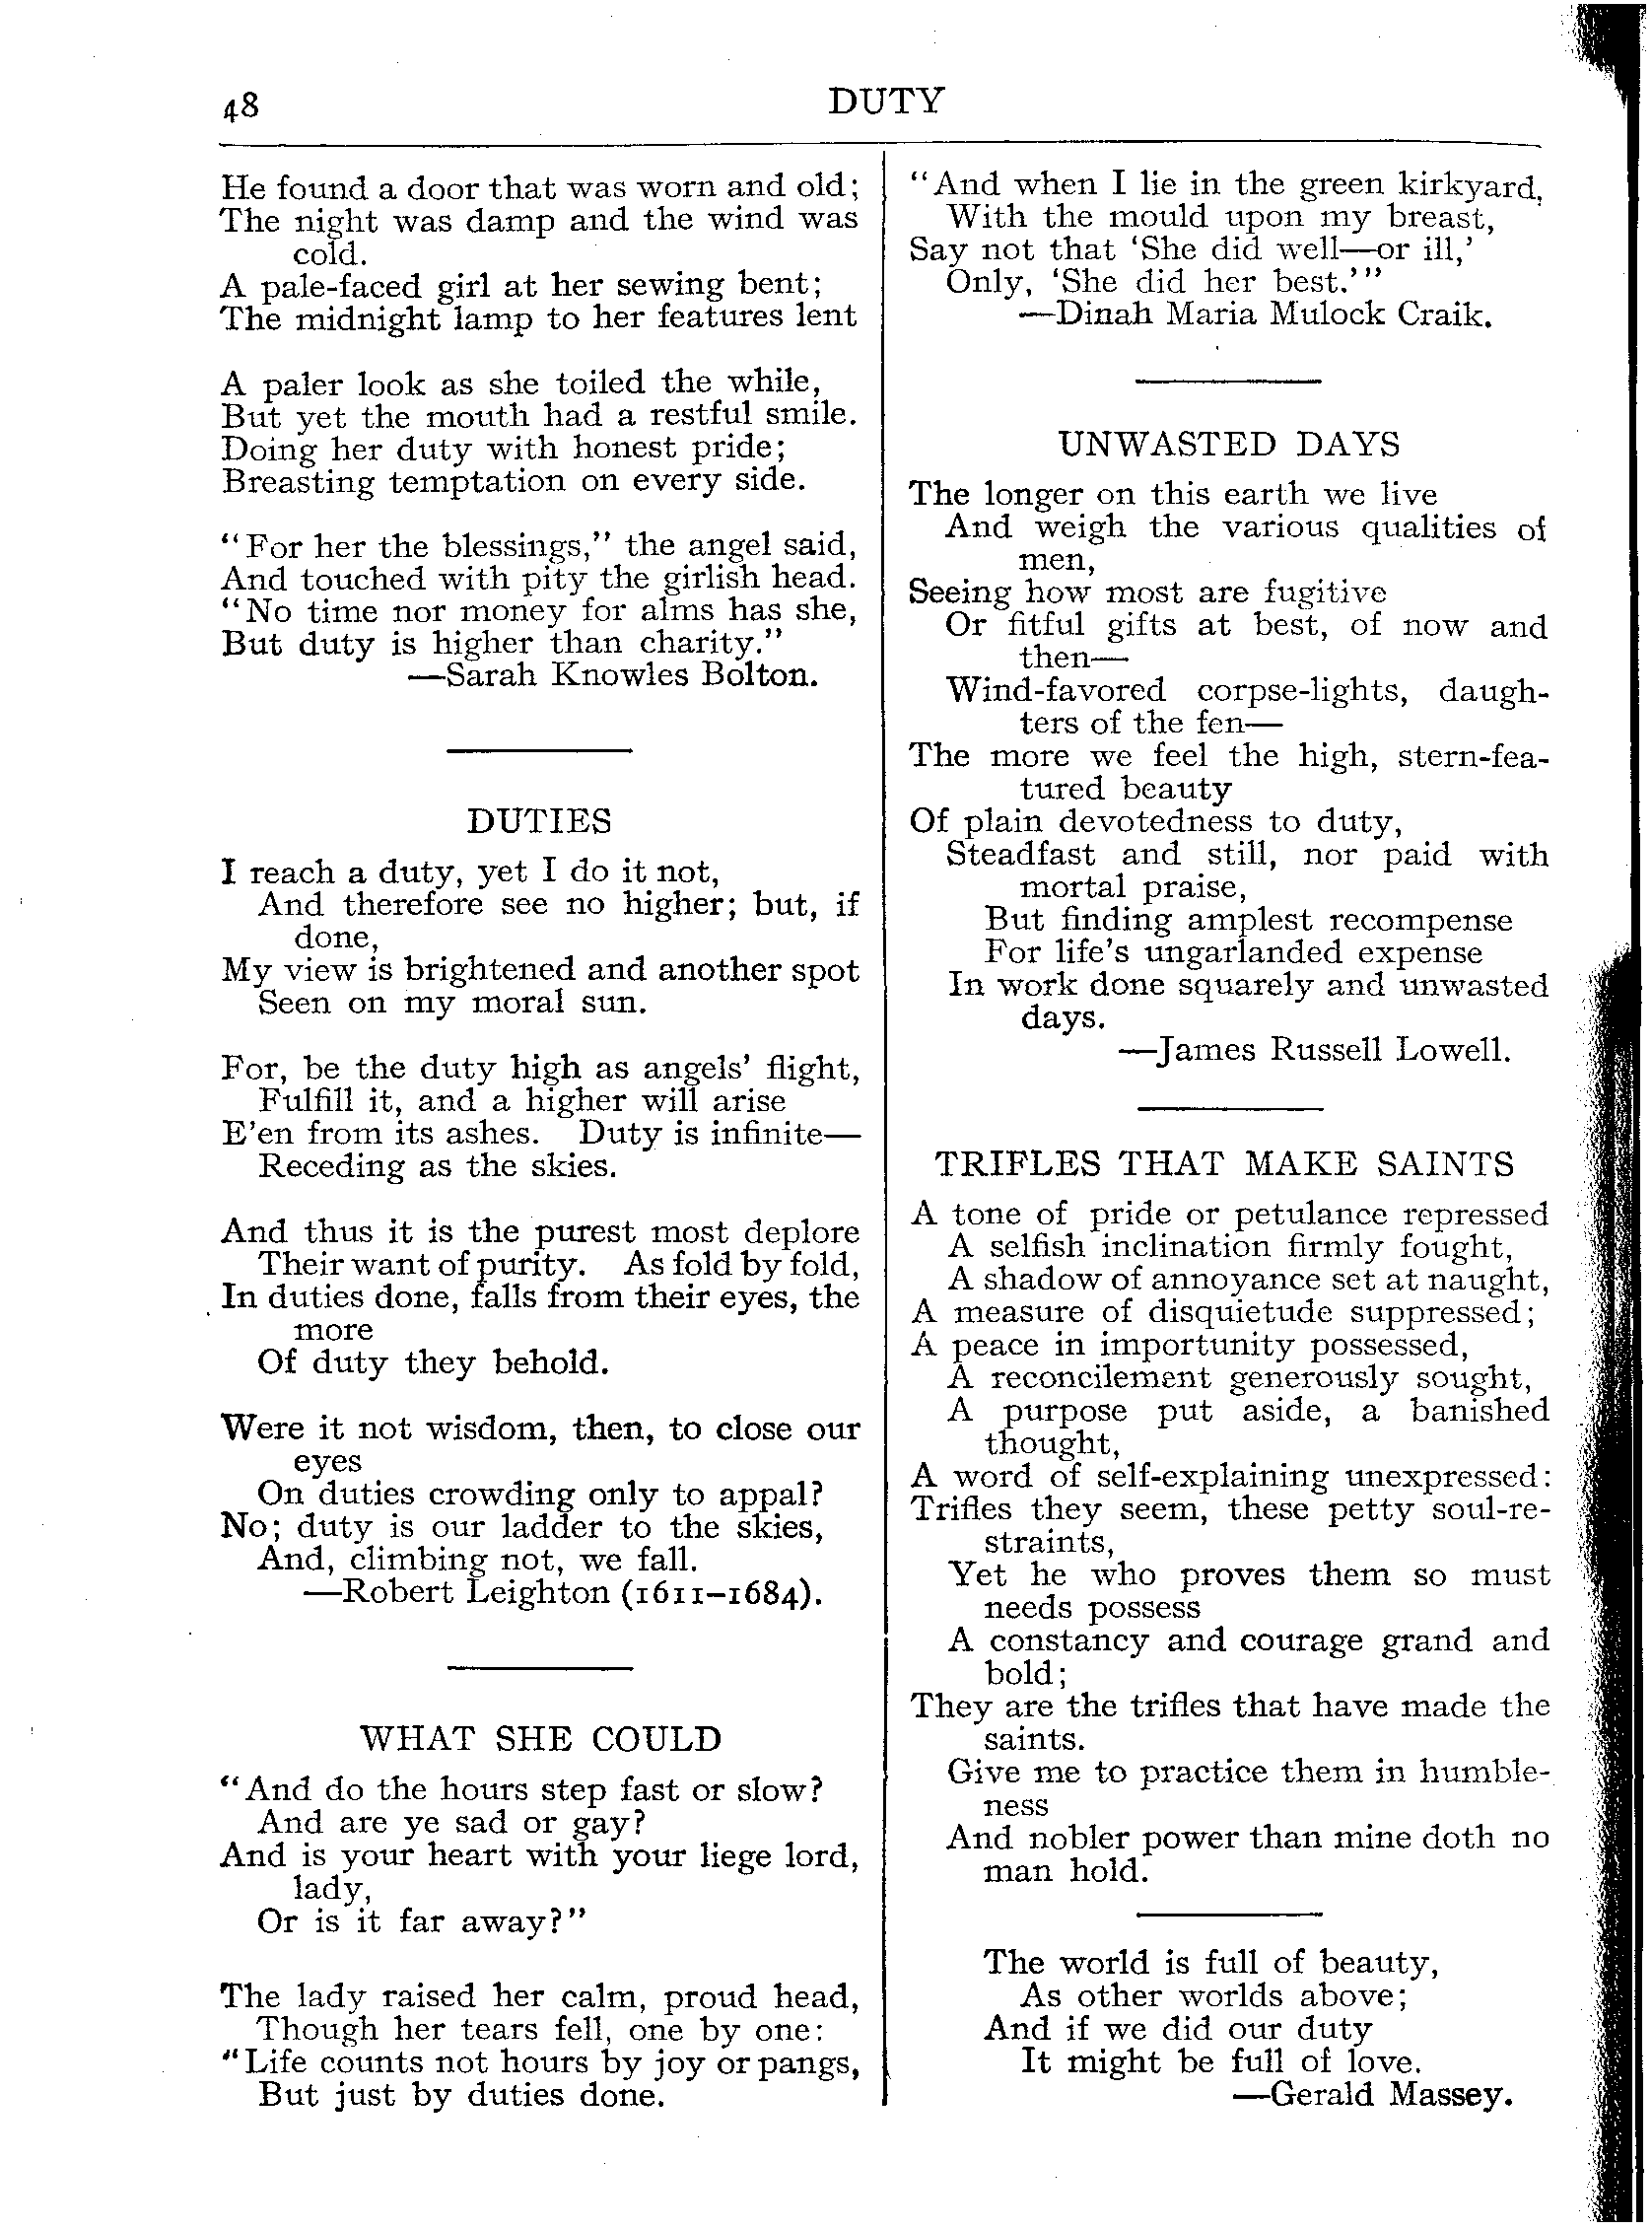 48
DUTY
He found a door that was worn and old;
The night was damp and the wind was
cold.
A pale-faced girl at her sewing bent;
The midnight lamp to her features lent
A paler look as she toiled the while,
But yet the mouth had a restful smile.
Doing her duty with honest pride;
Breasting temptation on every side.
"For her the blessings," the angel said,
And touched with pity the girlish head.
"No time nor money for alms has she,
But duty is higher than charity."
—Sarah Knowles Bolton.
DUTIES
I reach a duty, yet I do it not,
And therefore see no higher; but, if
done,
My view is brightened and another spot
Seen on my moral sun.
For, be the duty high as angels' flight,
Fulfill it, and a higher will arise
E'en from its ashes. Duty is infinite—
Receding as the skies.
And thus it is the purest most deplore
Their want of purity. As fold by fold,
In duties done, falls from their eyes, the
more
Of duty they behold.
Were it not wisdom, then, to close our
eyes
On duties crowding only to appal?
No; duty is our ladder to the skies,
And, climbing not, we fall.
—Robert Leighton (1611–1684).
WHAT SHE COULD
"And do the hours step fast or slow?
And are ye sad or gay?
And is your heart with your liege lord,
lady,
Or is it far away?"
The lady raised her calm, proud head,
Though her tears fell, one by one:
"Life counts not hours by joy or pangs,
But just by duties done.
"And when I lie in the green kirkyard,
With the mould upon my breast,
Say not that 'She did well—or ill,'
Only, 'She did her best.'"
—Dinah Maria Mulock Craik.
UNWASTED DAYS
The longer on this earth we live
And weigh the various qualities of
men,
Seeing how most are fugitive
Or fitful gifts at best, of now and
then—
Wind-favored corpse-lights, daugh-
ters of the fen—
The more we feel the high, stern-fea-
tured beauty
Of plain devotedness to duty,
Steadfast and still, nor paid with
mortal praise,
But finding amplest recompense
For life's ungarlanded expense
In work done squarely and unwasted
days.
—James Russell Lowell.
TRIFLES THAT MAKE SAINTS
A tone of pride or petulance repressed
A selfish inclination firmly fought,
A shadow of annoyance set at naught,
A measure of disquietude suppressed;
A peace in importunity possessed,
A reconcilement generously sought,
A purpose put aside, a banished
thought,
A word of self-explaining unexpressed:
Trifles they seem, these petty soul-re-
straints,
Yet he who proves them so must
needs possess
A constancy and courage grand and
bold;
They are the trifles that have made the
saints.
Give me to practice them in humble-
ness
And nobler power than mine doth no
man hold.
The world is full of beauty,
As other worlds above;
And if we did our duty
It might be full of love.
—Gerald Massey.